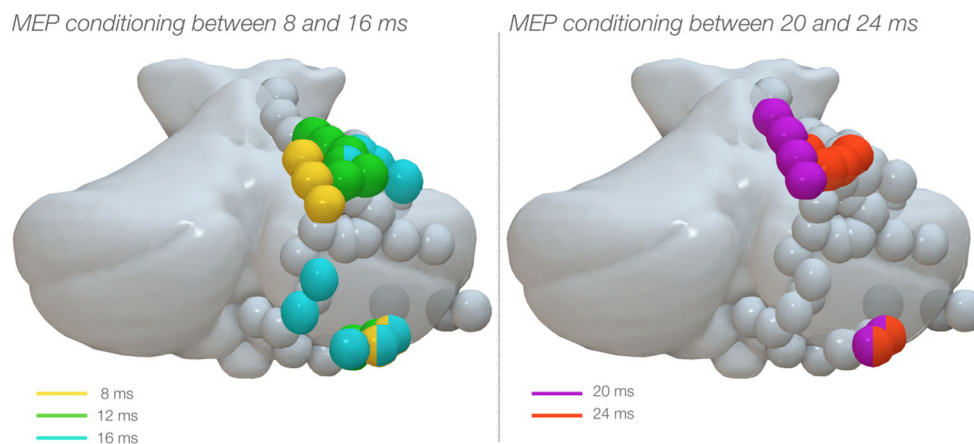 MEP conditioning between 8 and 16 ms
MEP conditioning between 20 and 24 ms
8 ms
12 ms
16 ms
20 ms
24 ms